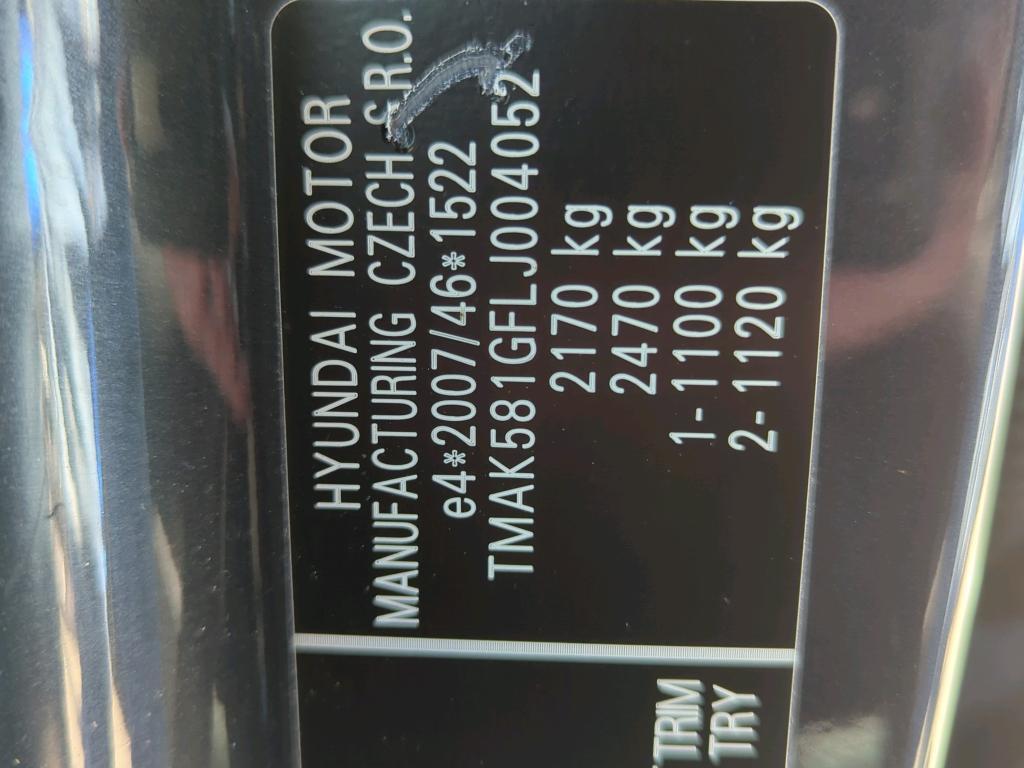 HYUNDAI MOTOR
MANUFACTURING CZECH S.R.O.
e4*2007/46*1522
TMAK581GFLJ004052
2170 kg
2470 kg
1- 1100 kg
2- 1120 kg
TRIM
TRY